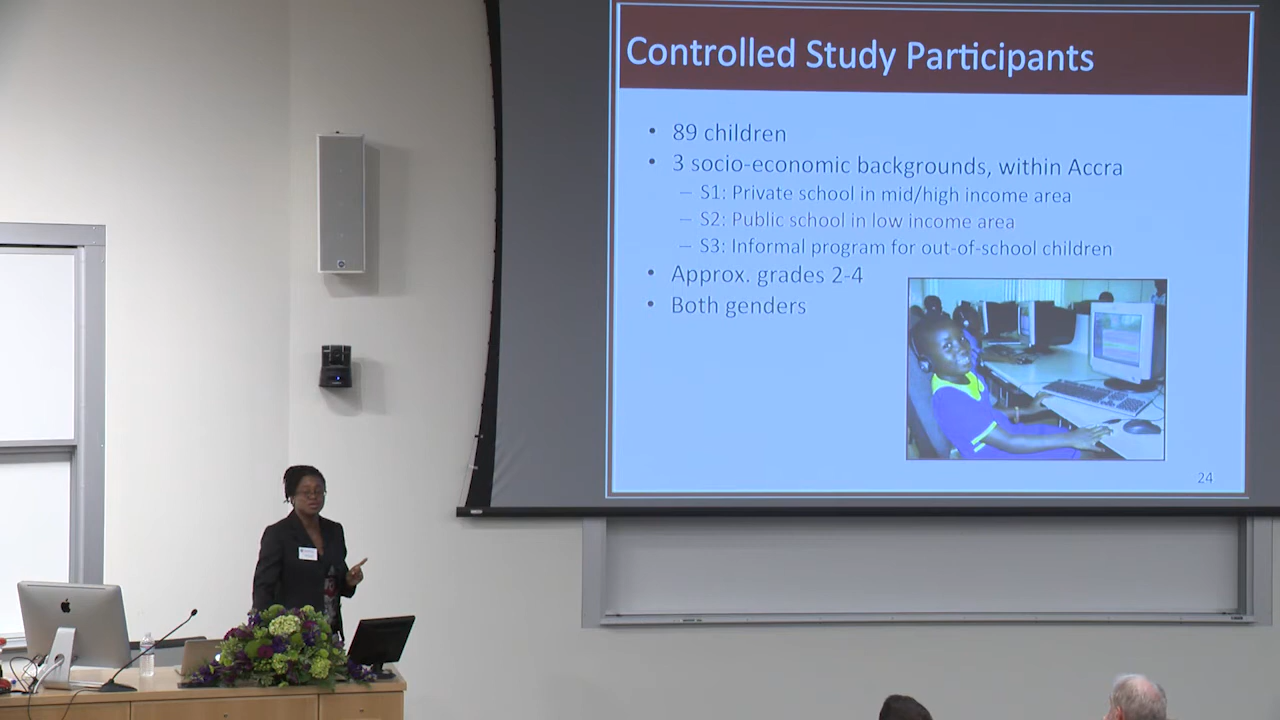 Controlled Study Participants
• 89 children
• 3 socio-economic backgrounds, within Accra
– S1: Private school in mid/high income area
– S2: Public school in low income area
– S3: Informal program for out-of-school children
• Approx. grades 2-4
• Both genders
24